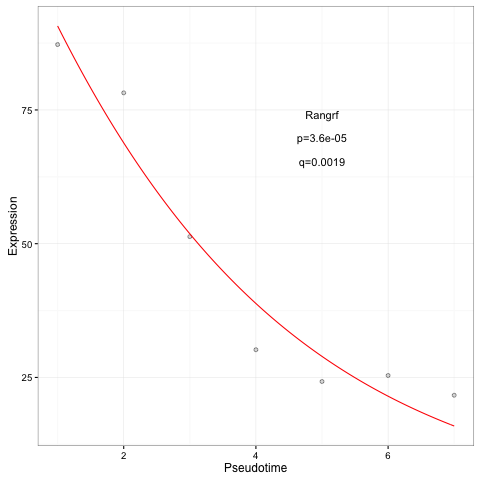 Rangrf
p=3.6e-05
q=0.0019
75
50
25
Expression
2
4
6
Pseudotime